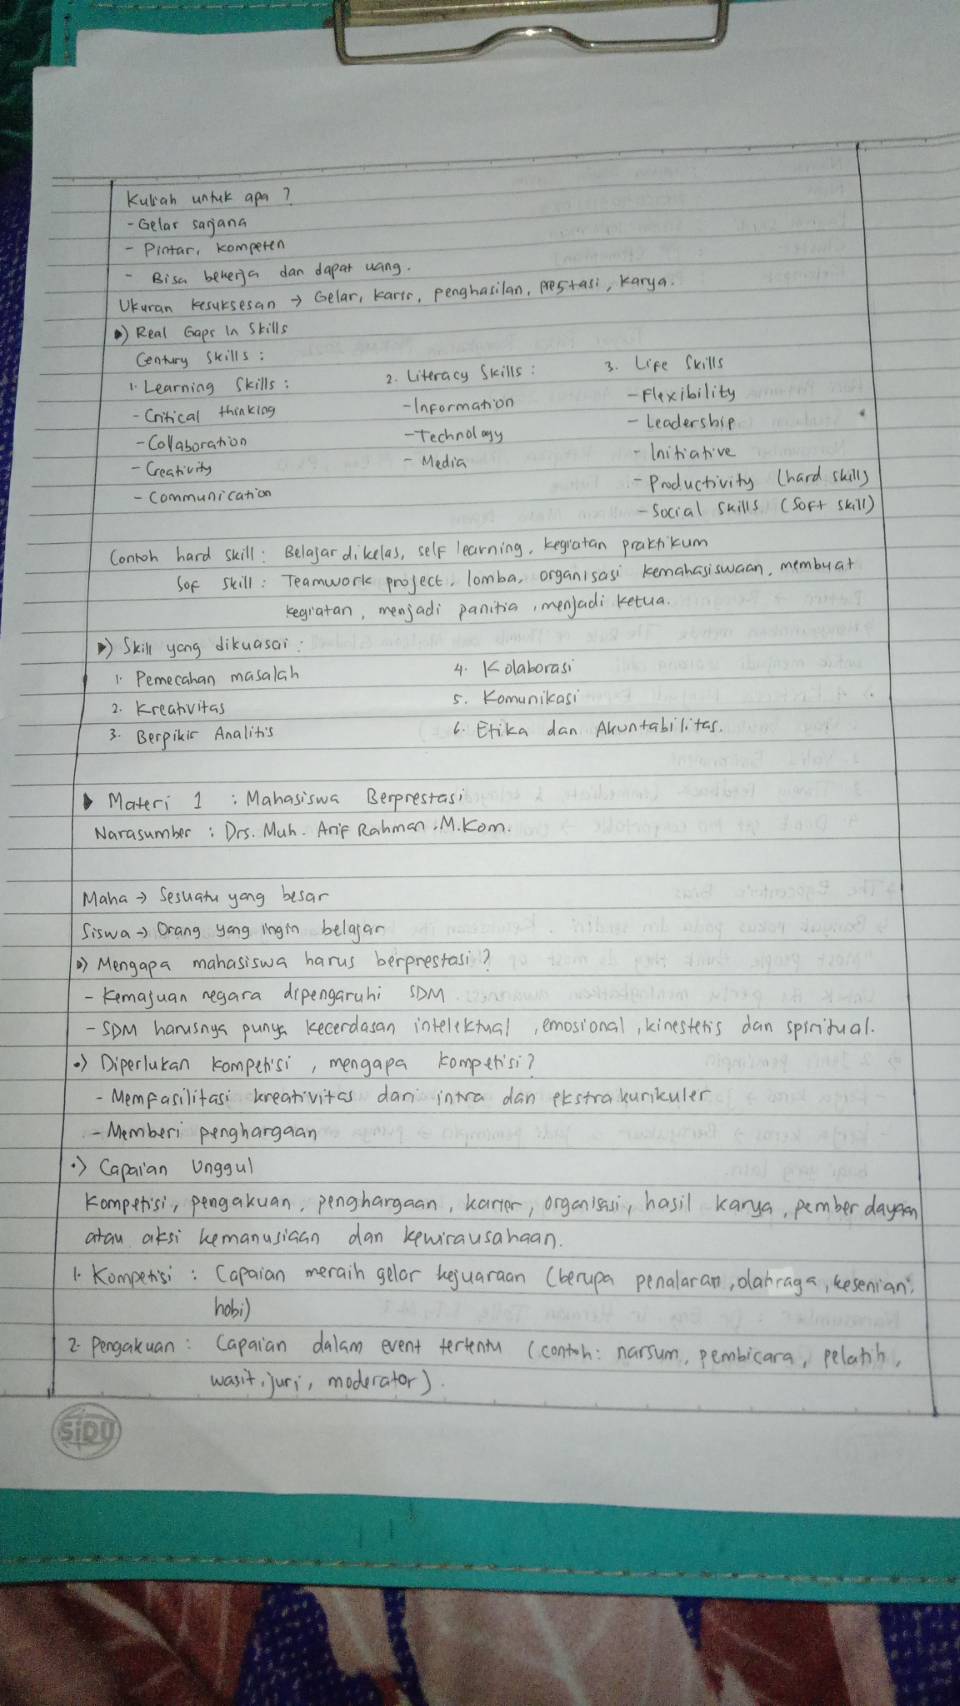 Kuliah untuk apa ?
- Gelar sarjana
- Pintar, kompeten
- Bisa bekerja dan dapat uang.
Ukuran kesuksesan → Gelar, karir, penghasilan, prestasi, karya.
•) Real Gaps in Skills
Century Skills :
1. Learning Skills : 2. Literacy Skills : 3. Life Skills
- Critical thinking - Information - Flexibility
- Collaboration - Technology - Leadership
- Creativity - Media - Initiative
- Communication - Productivity (hard skill)
- Social skills (Soft skill)
Contoh hard skill : Belajar dikelas, self learning, kegiatan praktikum
Sof skill : Teamwork project, lomba, organisasi kemahasiswaan, membuat
kegiatan, menjadi panitia, menjadi ketua.
•) Skill yang dikuasai :
1. Pemecahan masalah 4. Kolaborasi
2. Kreativitas 5. Komunikasi
3. Berpikir Analitis 6. Etika dan Akuntabilitas.
▶ Materi 1 : Mahasiswa Berprestasi
Narasumber : Drs. Muh. Arif Rahman, M.Kom.
Maha → Sesuatu yang besar
Siswa → Orang yang ingin belajar
•) Mengapa mahasiswa harus berprestasi ?
- Kemajuan negara dipengaruhi SDM
- SDM harusnya punya kecerdasan intelektual, emosional, kinestetis dan spiritual.
•) Diperlukan kompetisi, mengapa kompetisi ?
- Memfasilitasi kreativitas dari intra dan ekstrakurikuler
- Memberi penghargaan
•) Capaian Unggul
Kompetisi, pengakuan, penghargaan, karier, organisasi, hasil karya, pemberdayaan
atau aksi kemanusiaan dan kewirausahaan.
1. Kompetisi : Capaian meraih gelar kejuaraan (berupa penalaran, olahraga, kesenian,
hobi)
2. Pengakuan : Capaian dalam event tertentu (contoh: narsum, pembicara, pelatih,
wasit, juri, moderator).
SIDU